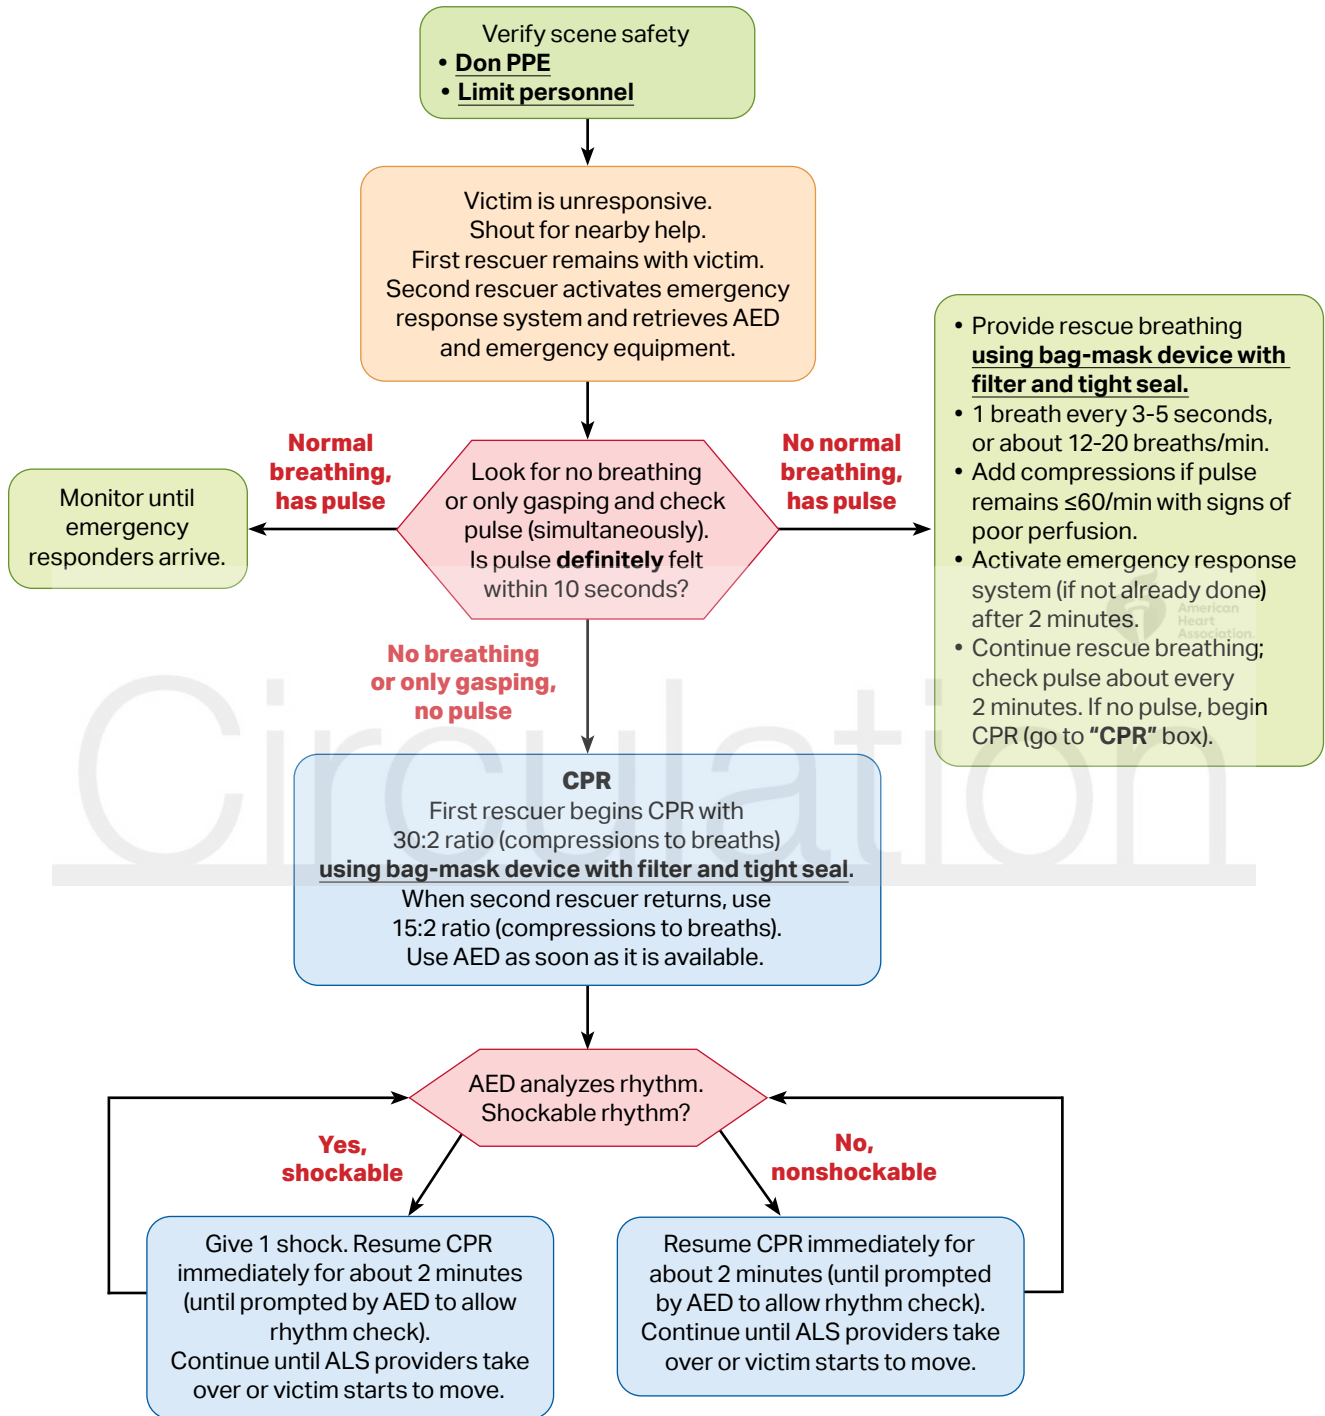 Verify scene safety
• Don PPE
• Limit personnel
Victim is unresponsive.
Shout for nearby help.
First rescuer remains with victim.
Second rescuer activates emergency
response system and retrieves AED
and emergency equipment.
Normal
breathing,
has pulse
Monitor until
emergency
responders arrive.
Look for no breathing
or only gasping and check
pulse (simultaneously).
Is pulse definitely felt
within 10 seconds?
No normal
breathing,
has pulse
• Provide rescue breathing
using bag-mask device with
filter and tight seal.
• 1 breath every 3-5 seconds,
or about 12-20 breaths/min.
• Add compressions if pulse
remains ≤60/min with signs of
poor perfusion.
• Activate emergency response
system (if not already done)
after 2 minutes.
• Continue rescue breathing;
check pulse about every
2 minutes. If no pulse, begin
CPR (go to "CPR" box).
American
Heart
Association.
No breathing
or only gasping,
no pulse
Circulation
CPR
First rescuer begins CPR with
30:2 ratio (compressions to breaths)
using bag-mask device with filter and tight seal.
When second rescuer returns, use
15:2 ratio (compressions to breaths).
Use AED as soon as it is available.
AED analyzes rhythm.
Shockable rhythm?
Yes,
shockable
No,
nonshockable
Give 1 shock. Resume CPR
immediately for about 2 minutes
(until prompted by AED to allow
rhythm check).
Continue until ALS providers take
over or victim starts to move.
Resume CPR immediately for
about 2 minutes (until prompted
by AED to allow rhythm check).
Continue until ALS providers take
over or victim starts to move.